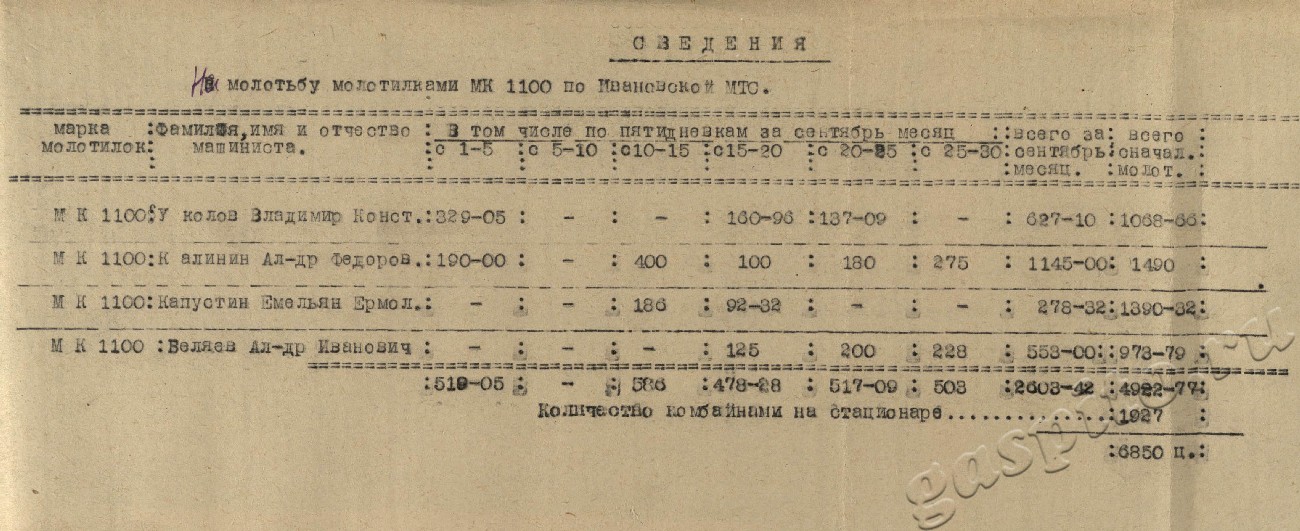 СВЕДЕНИЯ
На молотьбу молотилками МК 1100 по Ивановской МТС.
марка :Фамилия,имя и отчество : В том числе по пятидневкам за сентябрь месяц :всего за: всего :
молотилок: машиниста. :с 1-5 :с 5-10 :с10-15 :с15-20 :с 20-25 :с 25-30 :сентябрь:сначал.:
:месяц. :молот. :
М К 1100:У колов Владимир Конст.:329-05 : - : - : 160-96 :137-09 : - : 627-10 :1068-66:
М К 1100:К алинин Ал-др Федоров.:190-00: - : 400 : 100 : 180 : 275 : 1145-00: 1490 :
М К 1100:Капустин Емельян Ермол.: - : - : 186 : 92-32 : - : - : 278-32:1390-32:
М К 1100 :Беляев Ал-др Иванович : - : - : - : 125 : 200 : 228 : 553-00::973-79 :
:519-05 : - : 586 :478-28 : 517-09 : 503 :2603-42 :4922-77:
Количество комбайнами на стационаре..............:1927 :
:6850 ц.:
gaspito.ru